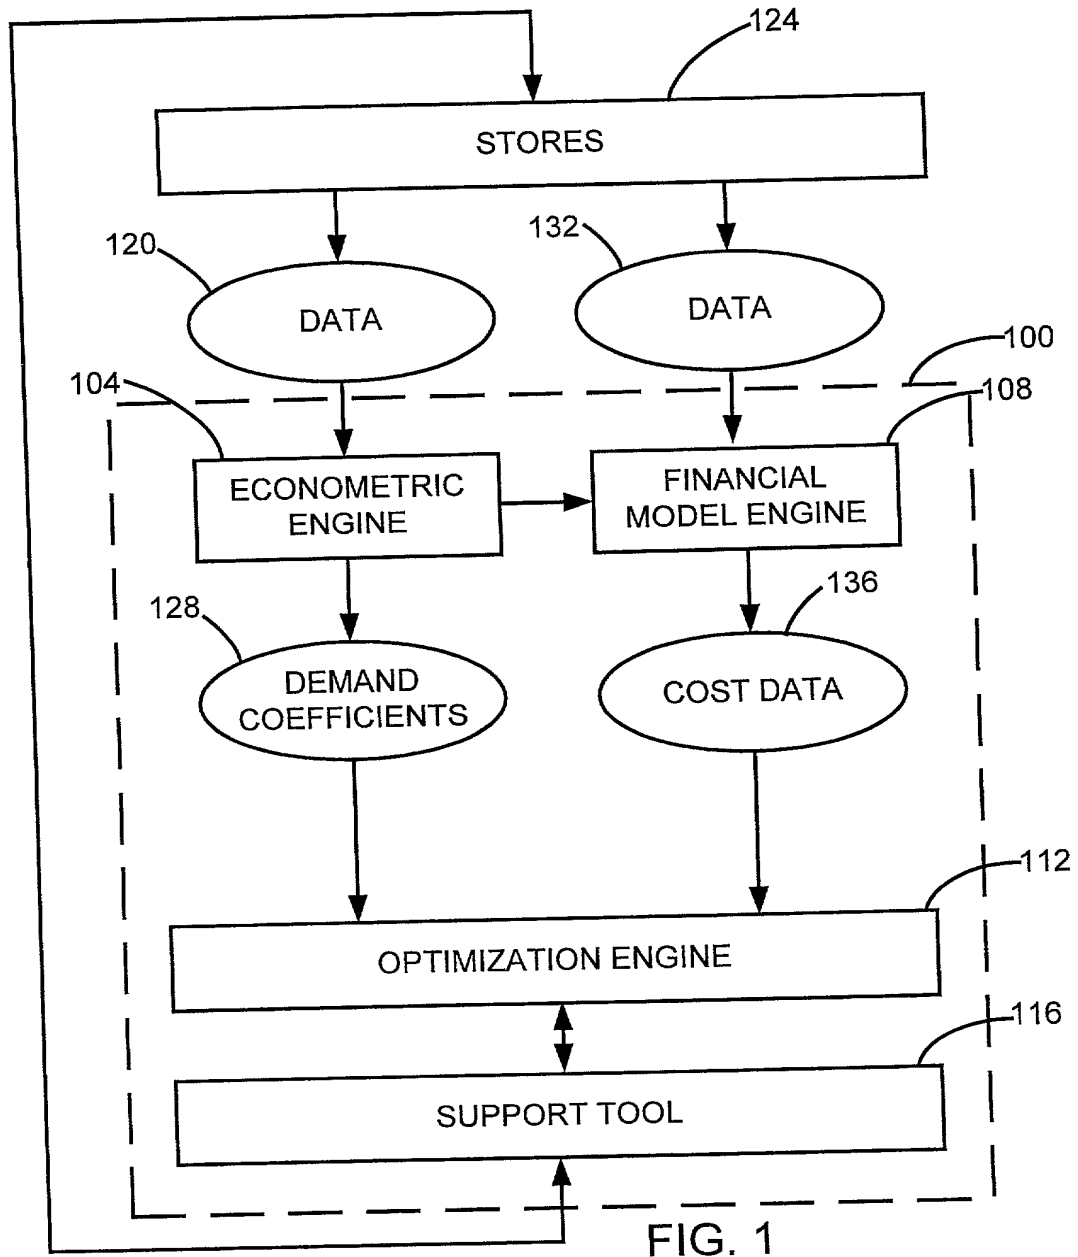 124
STORES
120
132
DATA
DATA
100
104
108
ECONOMETRIC
ENGINE
FINANCIAL
MODEL ENGINE
128
136
DEMAND
COEFFICIENTS
COST DATA
112
OPTIMIZATION ENGINE
116
SUPPORT TOOL
FIG. 1